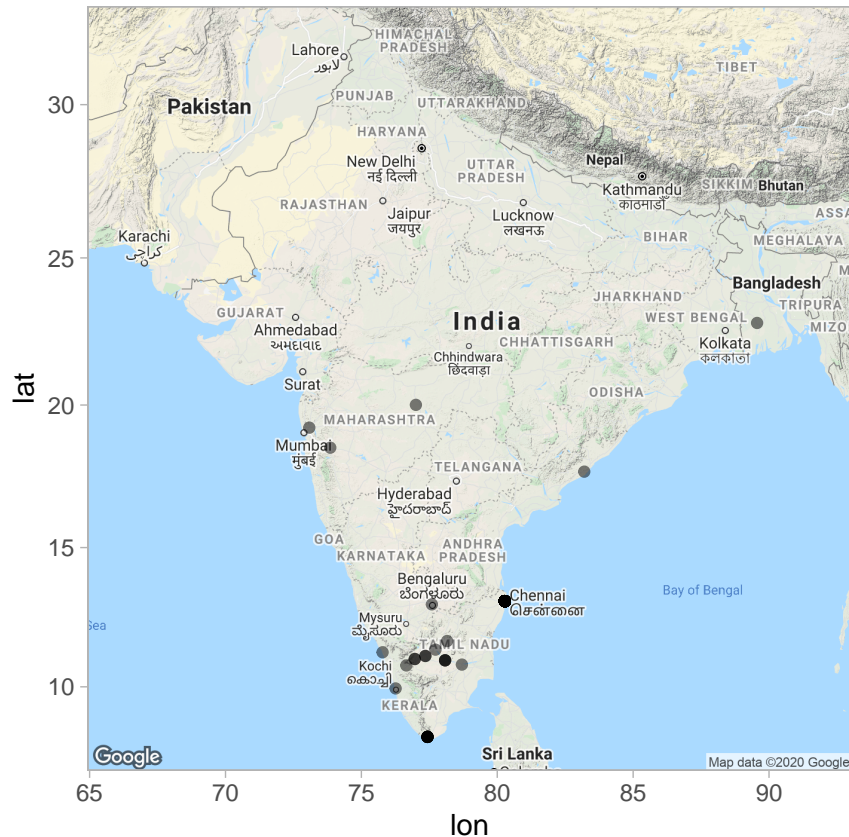 HIMACHAL
PRADESH
Lahore
لاہور
TIBET
PUNJAB
UTTARAKHAND
30
Pakistan
HARYANA
New Delhi
नई दिल्ली
UTTAR
PRADESH
Nepal
Kathmandu
काठमाडौँ
SIKKIM
Bhutan
RAJASTHAN
Jaipur
जयपुर
Lucknow
लखनऊ
ASSA
Karachi
کراچی
BIHAR
MEGHALAYA
25
Bangladesh
M
JHARKHAND
TRIPURA
GUJARAT
Ahmedabad
અમદાવાદ
India
WEST BENGAL
MIZO
Kolkata
কলকাতা
CHHATTISGARH
Chhindwara
छिंदवाड़ा
Surat
ODISHA
lat
20
MAHARASHTRA
Mumbai
मुंबई
TELANGANA
Hyderabad
హైదరాబాద్
15
GOA
KARNATAKA
ANDHRA
PRADESH
Bengaluru
ಬೆಂಗಳೂರು
Chennai
சென்னை
Bay of Bengal
Sea
Mysuru
ಮೈಸೂರು
TAMIL NADU
Kochi
കൊച്ചി
10
KERALA
Sri Lanka
Google
Map data ©2020 Google
65
70
75
80
85
90
lon